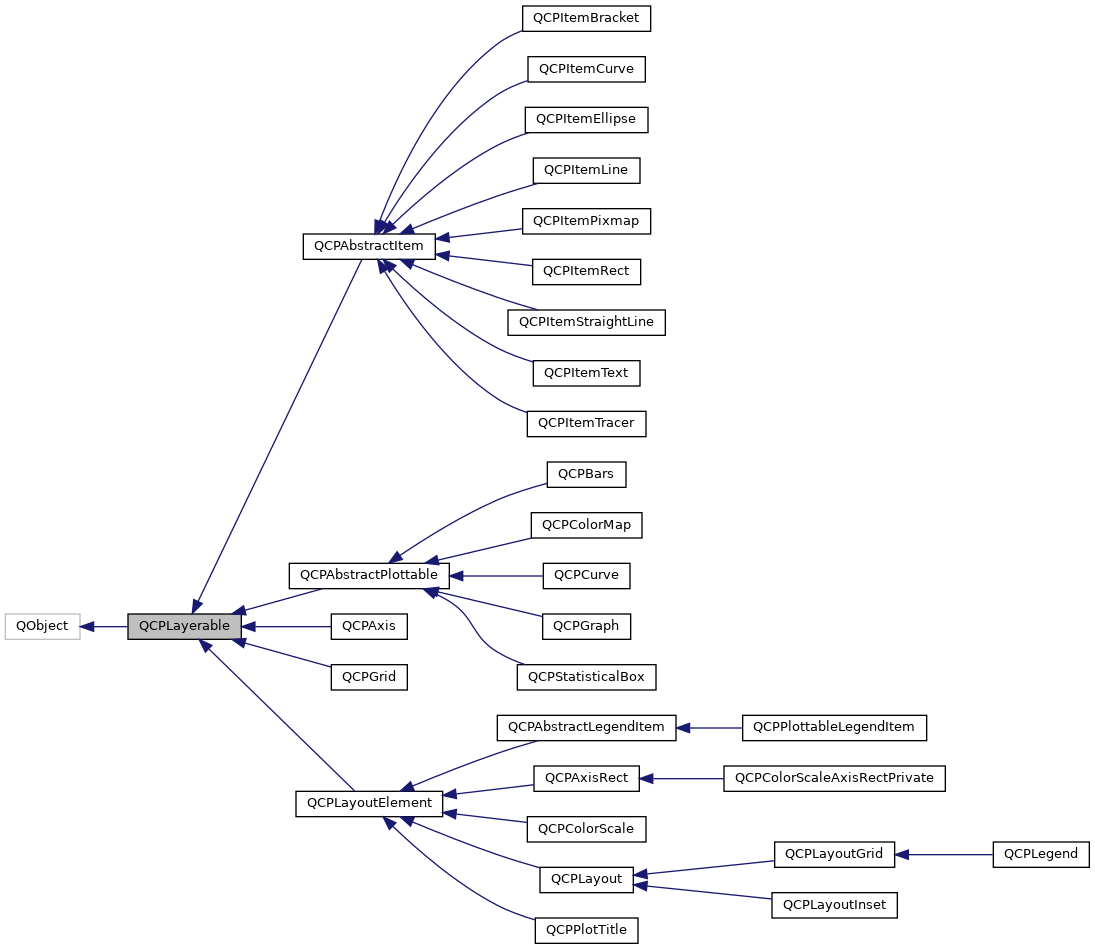 QCPItemBracket
QCPItemCurve
QCPItemEllipse
QCPItemLine
QCPItemPixmap
QCPAbstractItem
QCPItemRect
QCPItemStraightLine
QCPItemText
QCPItemTracer
QCPBars
QCPColorMap
QCPAbstractPlottable
QCPCurve
QObject
QCPLayerable
QCPAxis
QCPGraph
QCPGrid
QCPStatisticalBox
QCPAbstractLegendItem
QCPPlottableLegendItem
QCPAxisRect
QCPColorScaleAxisRectPrivate
QCPLayoutElement
QCPColorScale
QCPLayoutGrid
QCPLegend
QCPLayout
QCPLayoutInset
QCPPlotTitle